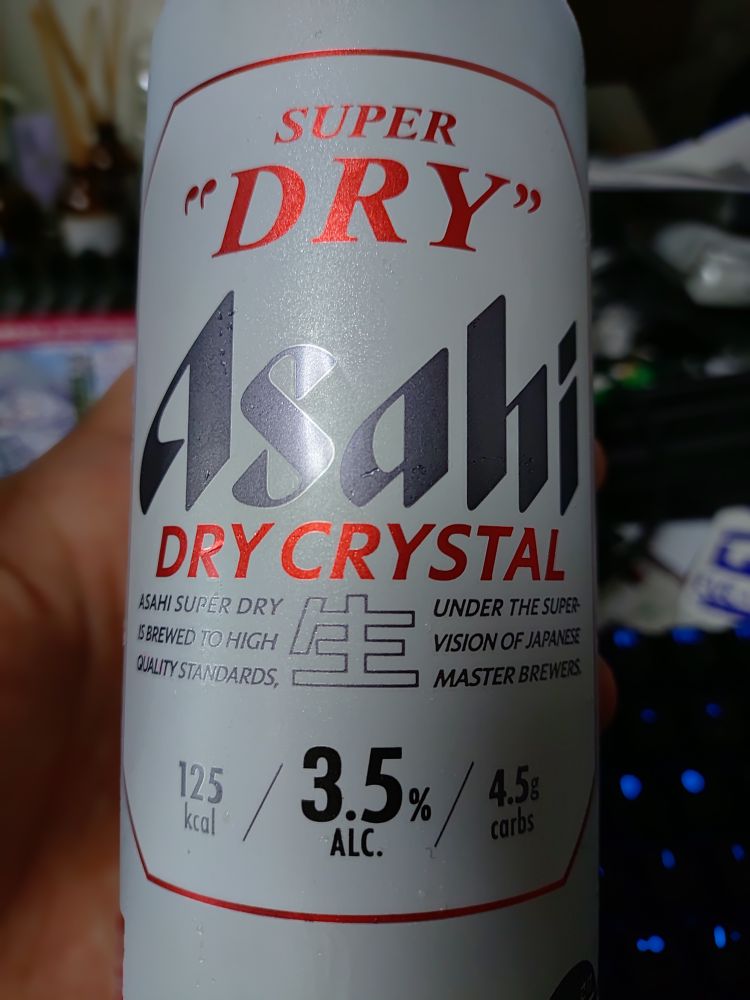 SUPER
“DRY”
Asahi
DRY CRYSTAL
ASAHI SUPER DRY
IS BREWED TO HIGH
QUALITY STANDARDS,
生
UNDER THE SUPER-
VISION OF JAPANESE
MASTER BREWERS.
125
kcal
3.5%
ALC.
4.5g
carbs